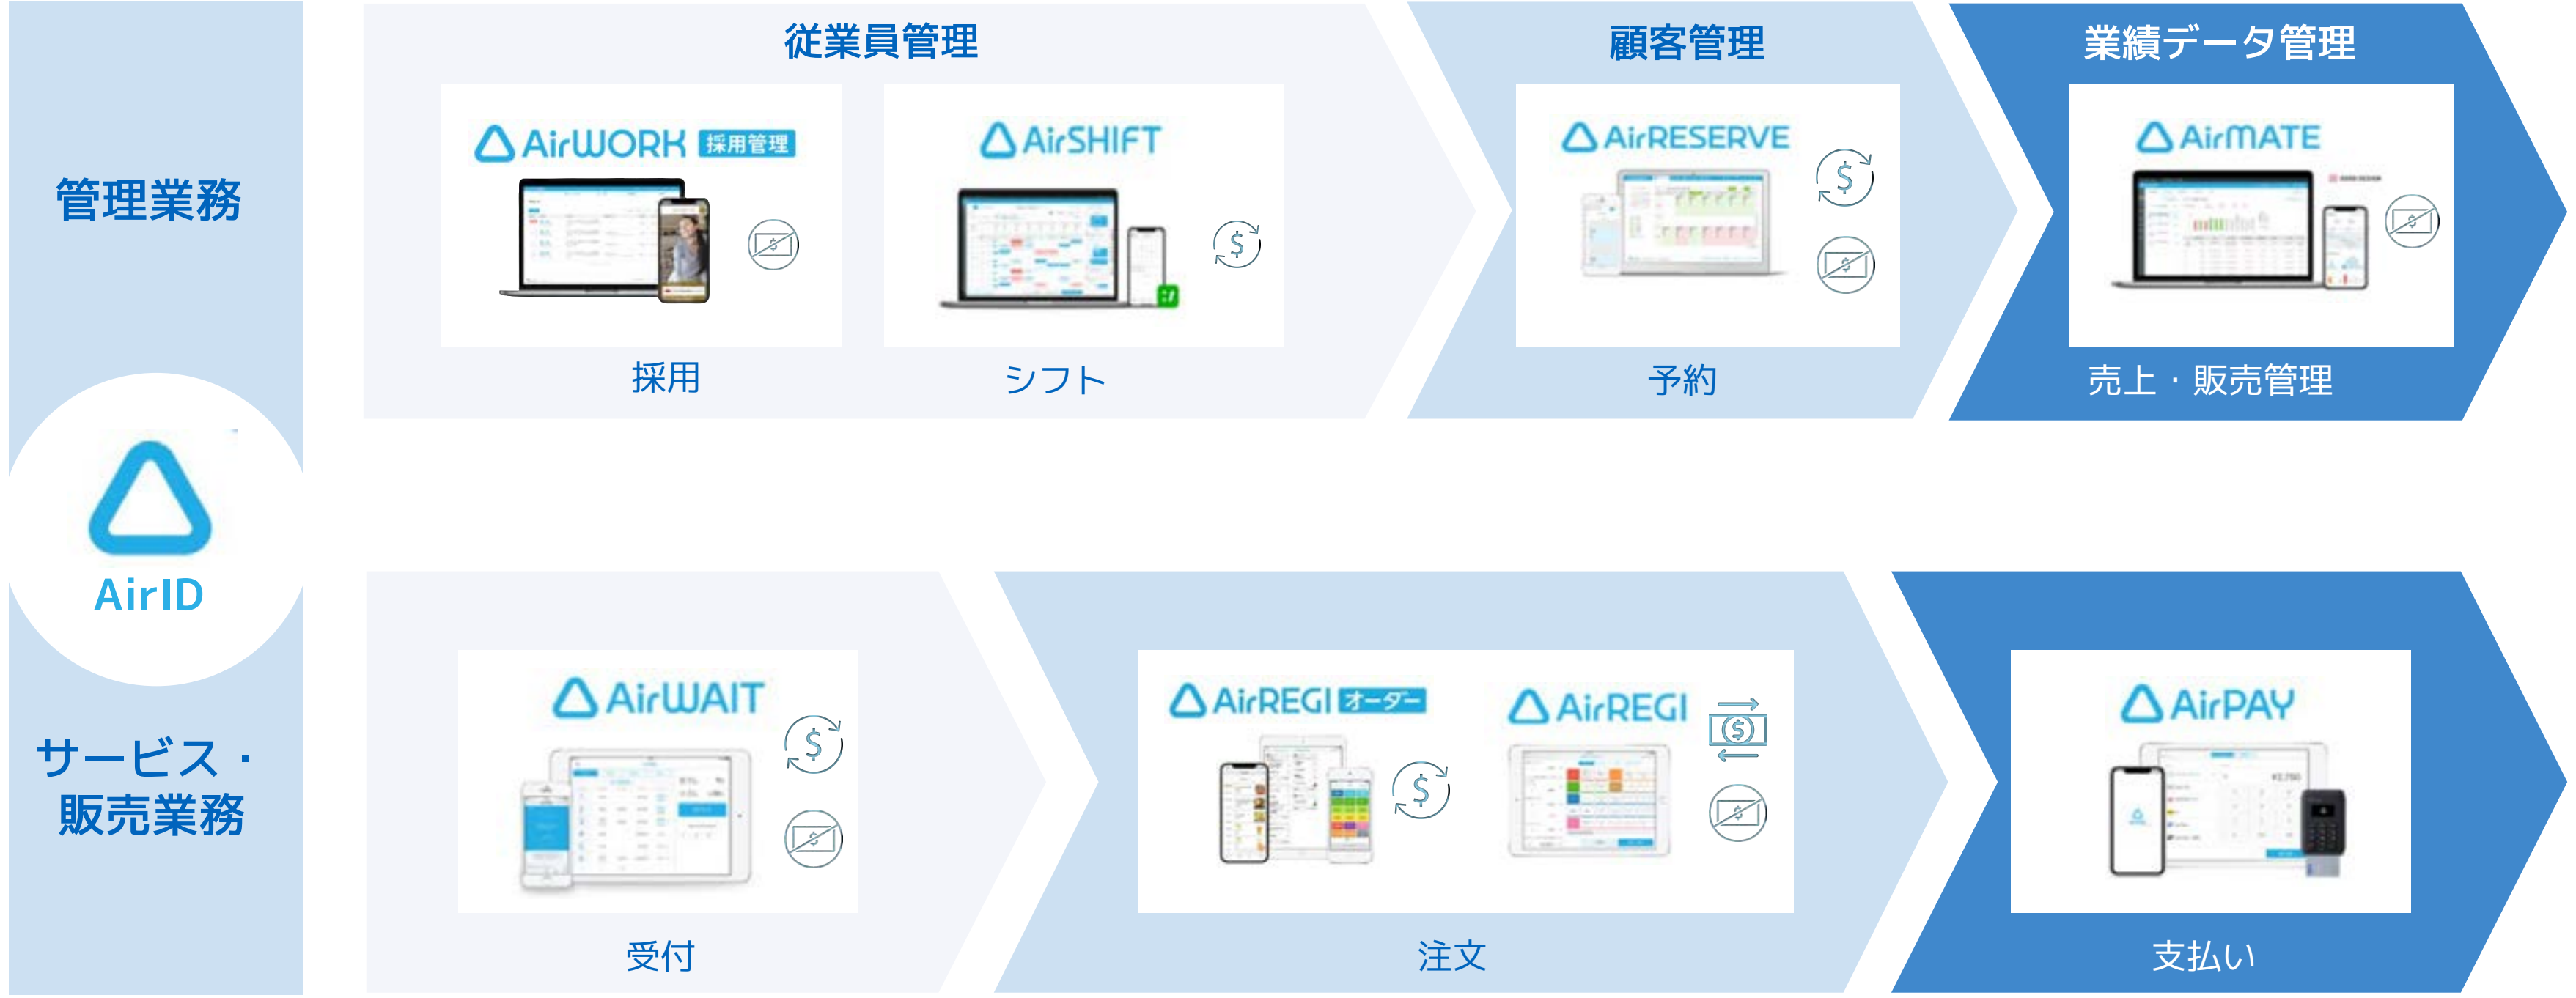 管理業務
従業員管理
AirWORK 採用管理
採用
AirSHIFT
シフト
顧客管理
AirRESERVE
予約
業績データ管理
AirMATE
売上・販売管理
AirID
サービス・
販売業務
AirWAIT
受付
AirREGI オーダー
AirREGI
注文
AirPAY
支払い